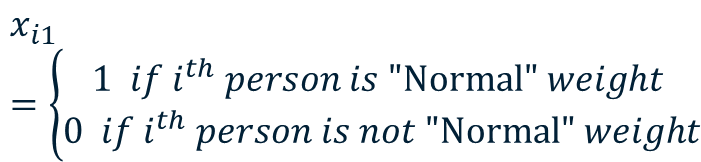 x_{i1}
= { 1 if i^{th} person is "Normal" weight
0 if i^{th} person is not "Normal" weight